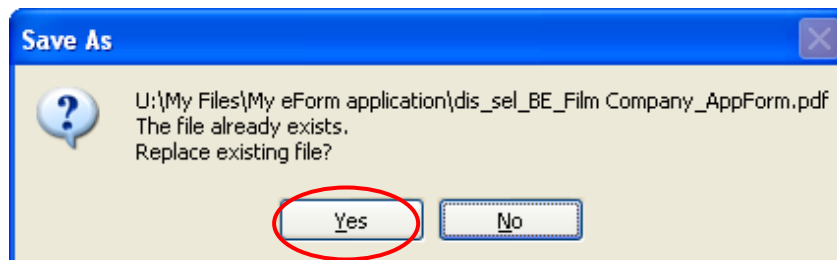 Save As
U:\My Files\My eForm application\dis_sel_BE_Film Company_AppForm.pdf
The file already exists.
Replace existing file?
Yes No